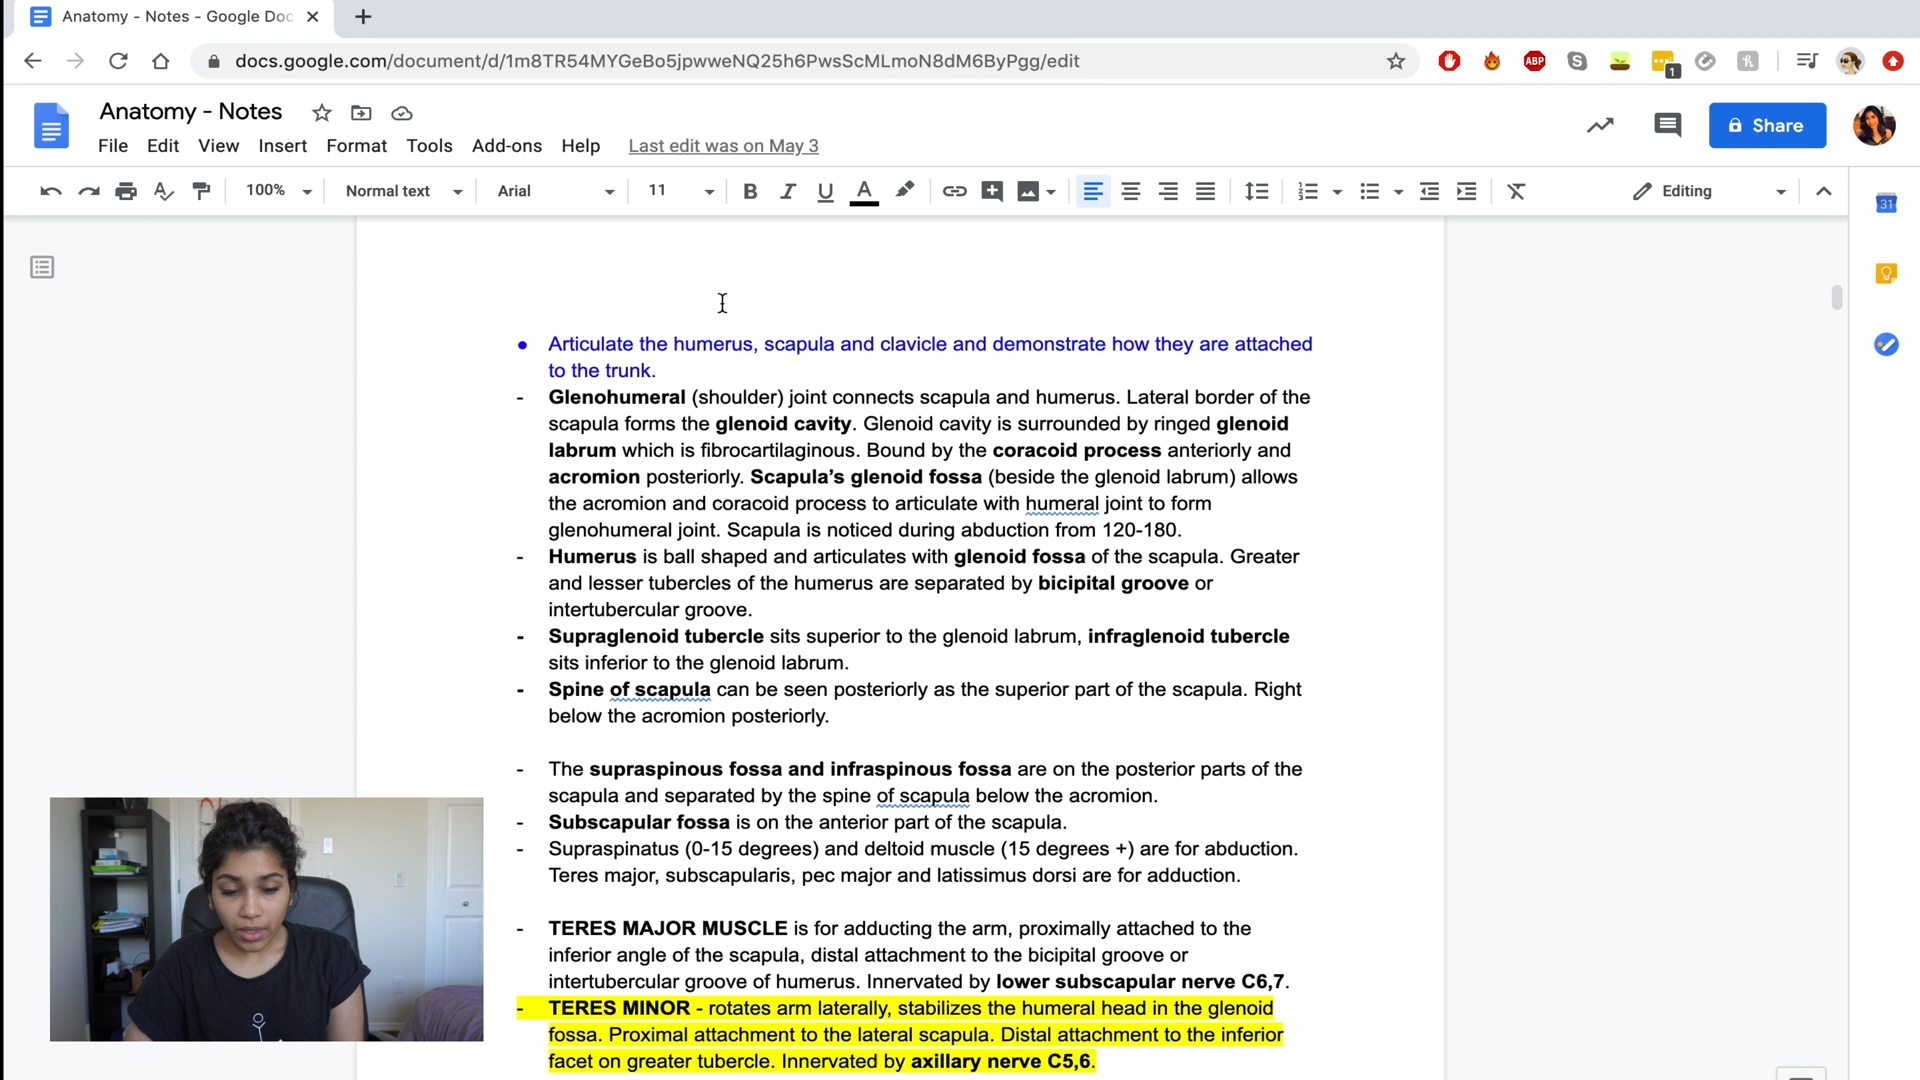 Anatomy - Notes - Google Doc
docs.google.com/document/d/1m8TR54MYGeBo5jpwweNQ25h6PwsScMLmoN8dM6ByPgg/edit
ABP
1
Anatomy - Notes
Share
File Edit View Insert Format Tools Add-ons Help Last edit was on May 3
100% Normal text Arial 11 B I U A Editing
31
● Articulate the humerus, scapula and clavicle and demonstrate how they are attached
to the trunk.
- Glenohumeral (shoulder) joint connects scapula and humerus. Lateral border of the
scapula forms the glenoid cavity. Glenoid cavity is surrounded by ringed glenoid
labrum which is fibrocartilaginous. Bound by the coracoid process anteriorly and
acromion posteriorly. Scapula’s glenoid fossa (beside the glenoid labrum) allows
the acromion and coracoid process to articulate with humeral joint to form
glenohumeral joint. Scapula is noticed during abduction from 120-180.
- Humerus is ball shaped and articulates with glenoid fossa of the scapula. Greater
and lesser tubercles of the humerus are separated by bicipital groove or
intertubercular groove.
- Supraglenoid tubercle sits superior to the glenoid labrum, infraglenoid tubercle
sits inferior to the glenoid labrum.
- Spine of scapula can be seen posteriorly as the superior part of the scapula. Right
below the acromion posteriorly.
- The supraspinous fossa and infraspinous fossa are on the posterior parts of the
scapula and separated by the spine of scapula below the acromion.
- Subscapular fossa is on the anterior part of the scapula.
- Supraspinatus (0-15 degrees) and deltoid muscle (15 degrees +) are for abduction.
Teres major, subscapularis, pec major and latissimus dorsi are for adduction.
- TERES MAJOR MUSCLE is for adducting the arm, proximally attached to the
inferior angle of the scapula, distal attachment to the bicipital groove or
intertubercular groove of humerus. Innervated by lower subscapular nerve C6,7.
- TERES MINOR - rotates arm laterally, stabilizes the humeral head in the glenoid
fossa. Proximal attachment to the lateral scapula. Distal attachment to the inferior
facet on greater tubercle. Innervated by axillary nerve C5,6.